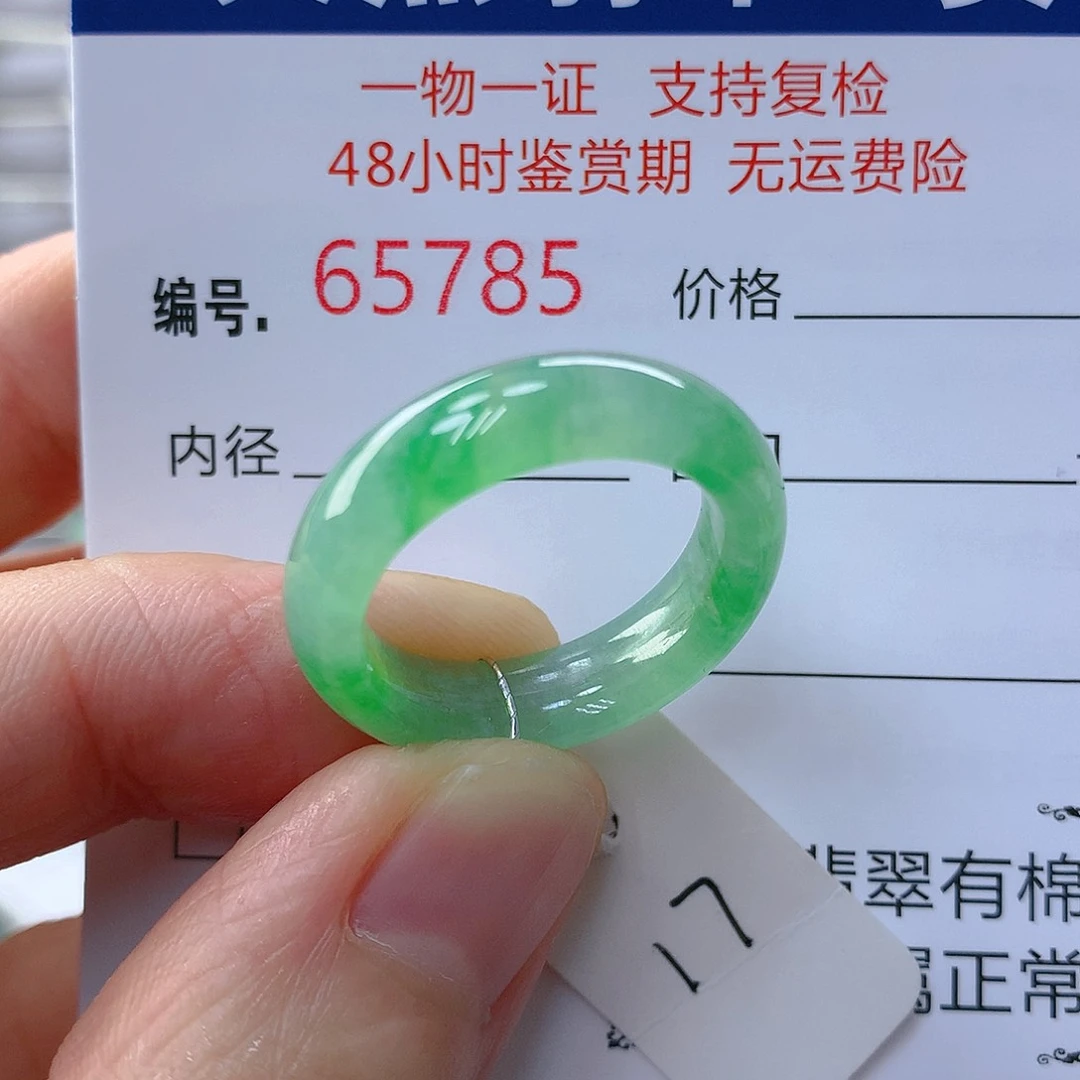 一物一证 支持复检
48小时鉴赏期 无运费险
编号. 65785 价格
内径
17
翡翠有棉
属正常